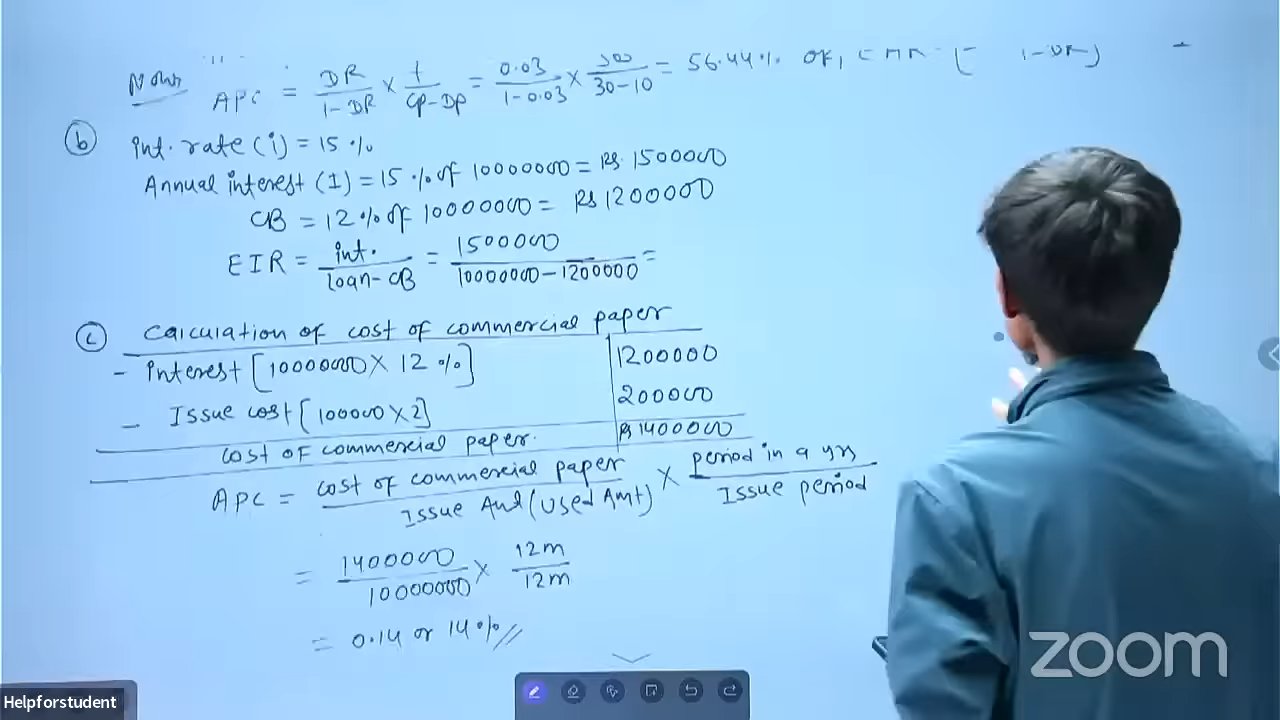 Now
APC = DR/1-DR × t/CP-DP = 0.03/1-0.03 × 360/30-10 = 56.44% or,
(b) int. rate (i) = 15 %
Annual interest (I) = 15 % of 10000000 = Rs 1500000
CB = 12% of 10000000 = Rs 1200000
EIR = int./loan-CB = 1500000/10000000-1200000 =
(c) calculation of cost of commercial paper
- Interest [10000000 × 12 %] 1200000
- Issue cost [100000 × 2] 200000
cost of commercial paper. Rs 1400000
APC = cost of commercial paper/Issue Amt (Used Amt) × period in a yrs/Issue period
= 1400000/10000000 × 12m/12m
= 0.14 or 14% //
zoom
Helpforstudent